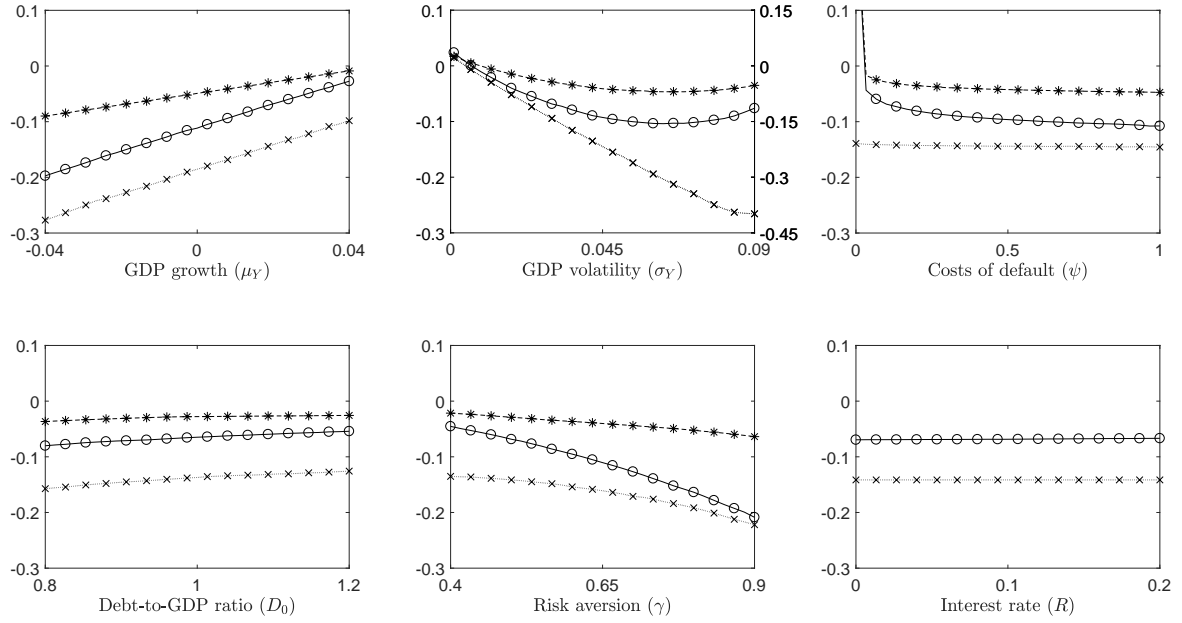 0.1
0
-0.1
-0.2
-0.3
-0.04 0 0.04
GDP growth (μ_Y)
0.1 0.15
0 0
-0.1 -0.15
-0.2 -0.3
-0.3 -0.45
0 0.045 0.09
GDP volatility (σ_Y)
0.1
0
-0.1
-0.2
-0.3
0 0.5 1
Costs of default (ψ)
0.1
0
-0.1
-0.2
-0.3
0.8 1 1.2
Debt-to-GDP ratio (D_0)
0.1
0
-0.1
-0.2
-0.3
0.4 0.65 0.9
Risk aversion (γ)
0.1
0
-0.1
-0.2
-0.3
0 0.1 0.2
Interest rate (R)